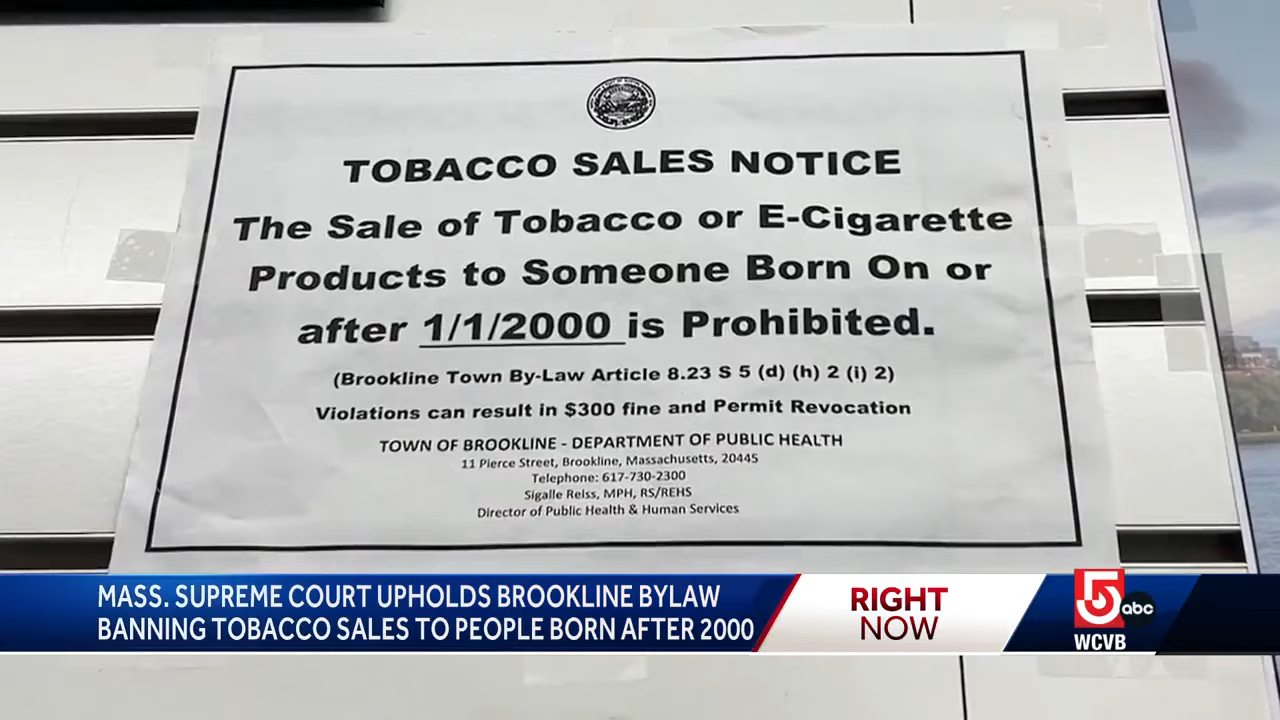 TOBACCO SALES NOTICE
The Sale of Tobacco or E-Cigarette
Products to Someone Born On or
after 1/1/2000 is Prohibited.
(Brookline Town By-Law Article 8.23 S 5 (d) (h) 2 (i) 2)
Violations can result in $300 fine and Permit Revocation
TOWN OF BROOKLINE - DEPARTMENT OF PUBLIC HEALTH
11 Pierce Street, Brookline, Massachusetts, 20445
Telephone: 617-730-2300
Sigalle Reiss, MPH, RS/REHS
Director of Public Health & Human Services
MASS. SUPREME COURT UPHOLDS BROOKLINE BYLAW
BANNING TOBACCO SALES TO PEOPLE BORN AFTER 2000
RIGHT
NOW
5 abc
WCVB